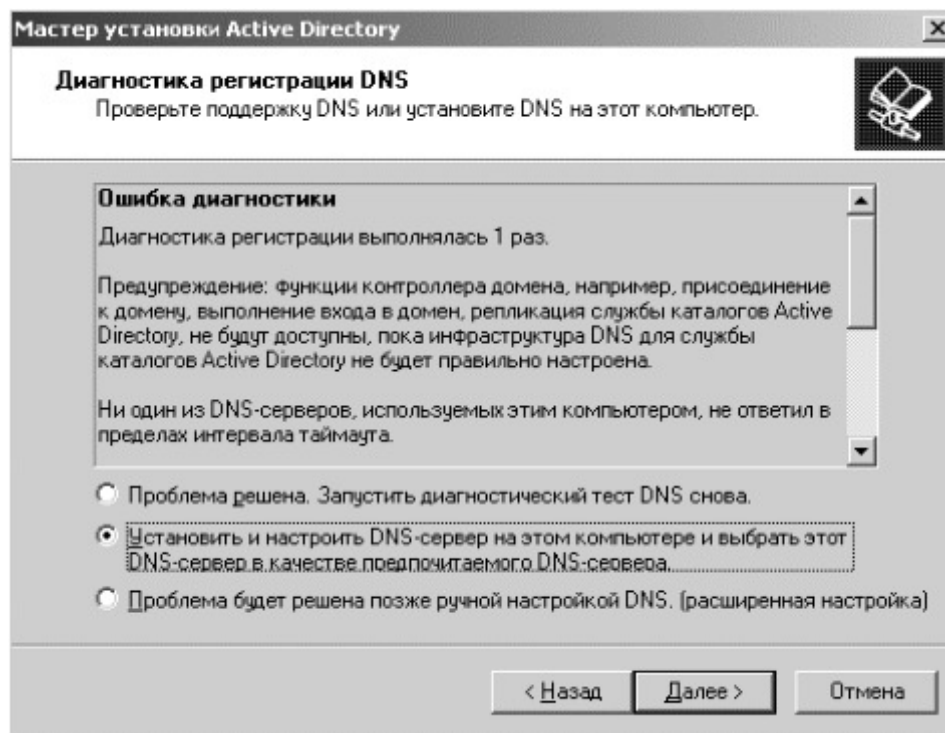 Мастер установки Active Directory
Диагностика регистрации DNS
Проверьте поддержку DNS или установите DNS на этот компьютер.
Ошибка диагностики
Диагностика регистрации выполнялась 1 раз.
Предупреждение: функции контроллера домена, например, присоединение
к домену, выполнение входа в домен, репликация службы каталогов Active
Directory, не будут доступны, пока инфраструктура DNS для службы
каталогов Active Directory не будет правильно настроена.
Ни один из DNS-серверов, используемых этим компьютером, не ответил в
пределах интервала таймаута.
Проблема решена. Запустить диагностический тест DNS снова.
Установить и настроить DNS-сервер на этом компьютере и выбрать этот
DNS-сервер в качестве предпочитаемого DNS-сервера.
Проблема будет решена позже ручной настройкой DNS. (расширенная настройка)
< Назад Далее > Отмена